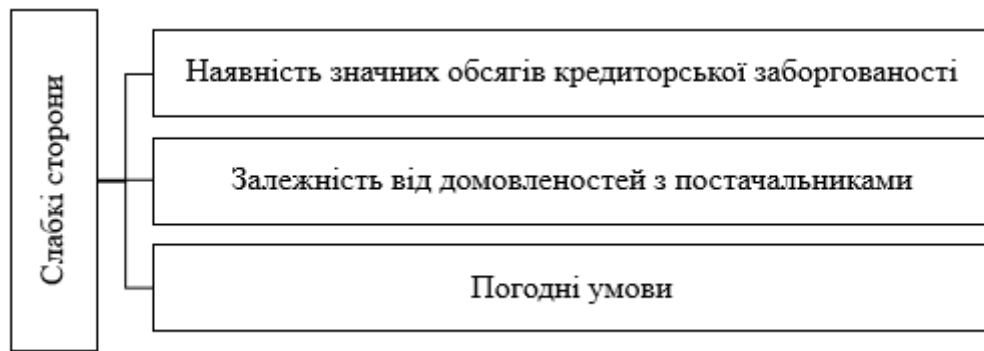 Слабкі сторони
Наявність значних обсягів кредиторської заборгованості
Залежність від домовленостей з постачальниками
Погодні умови